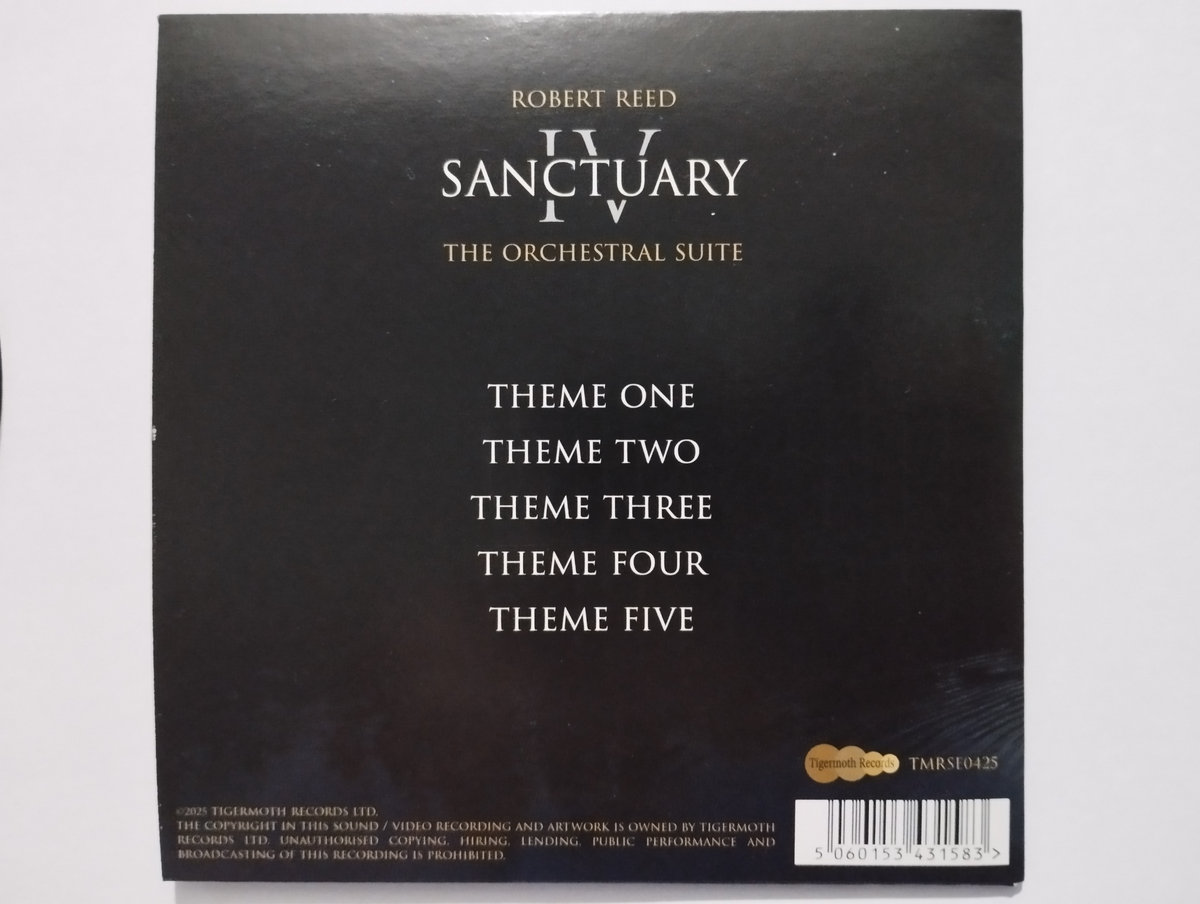 ROBERT REED
IV
SANCTUARY
THE ORCHESTRAL SUITE
THEME ONE
THEME TWO
THEME THREE
THEME FOUR
THEME FIVE
Tigermoth Records TMRSE0425
©2025 TIGERMOTH RECORDS LTD.
THE COPYRIGHT IN THIS SOUND / VIDEO RECORDING AND ARTWORK IS OWNED BY TIGERMOTH
RECORDS LTD. UNAUTHORISED COPYING, HIRING, LENDING, PUBLIC PERFORMANCE AND
BROADCASTING OF THIS RECORDING IS PROHIBITED.
5 060153 431583 >